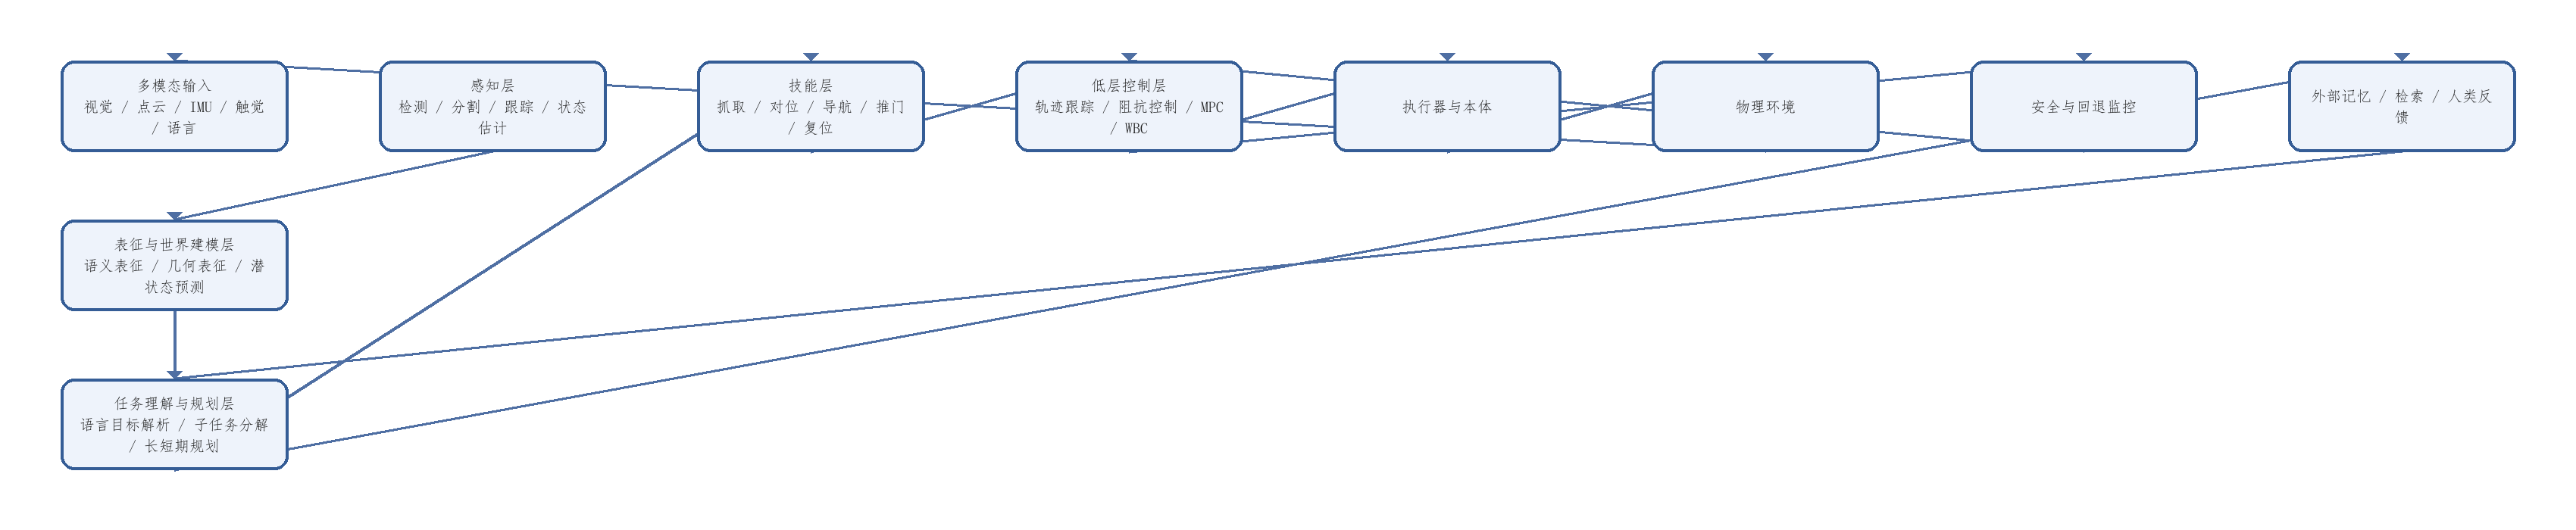 多模态输入
视觉 / 点云 / IMU / 触觉
/ 语言
感知层
检测 / 分割 / 跟踪 / 状态
估计
技能层
抓取 / 对位 / 导航 / 推门
/ 复位
低层控制层
轨迹跟踪 / 阻抗控制 / MPC
/ WBC
执行器与本体
物理环境
安全与回退监控
外部记忆 / 检索 / 人类反
馈
表征与世界建模层
语义表征 / 几何表征 / 潜
状态预测
任务理解与规划层
语言目标解析 / 子任务分解
/ 长短期规划